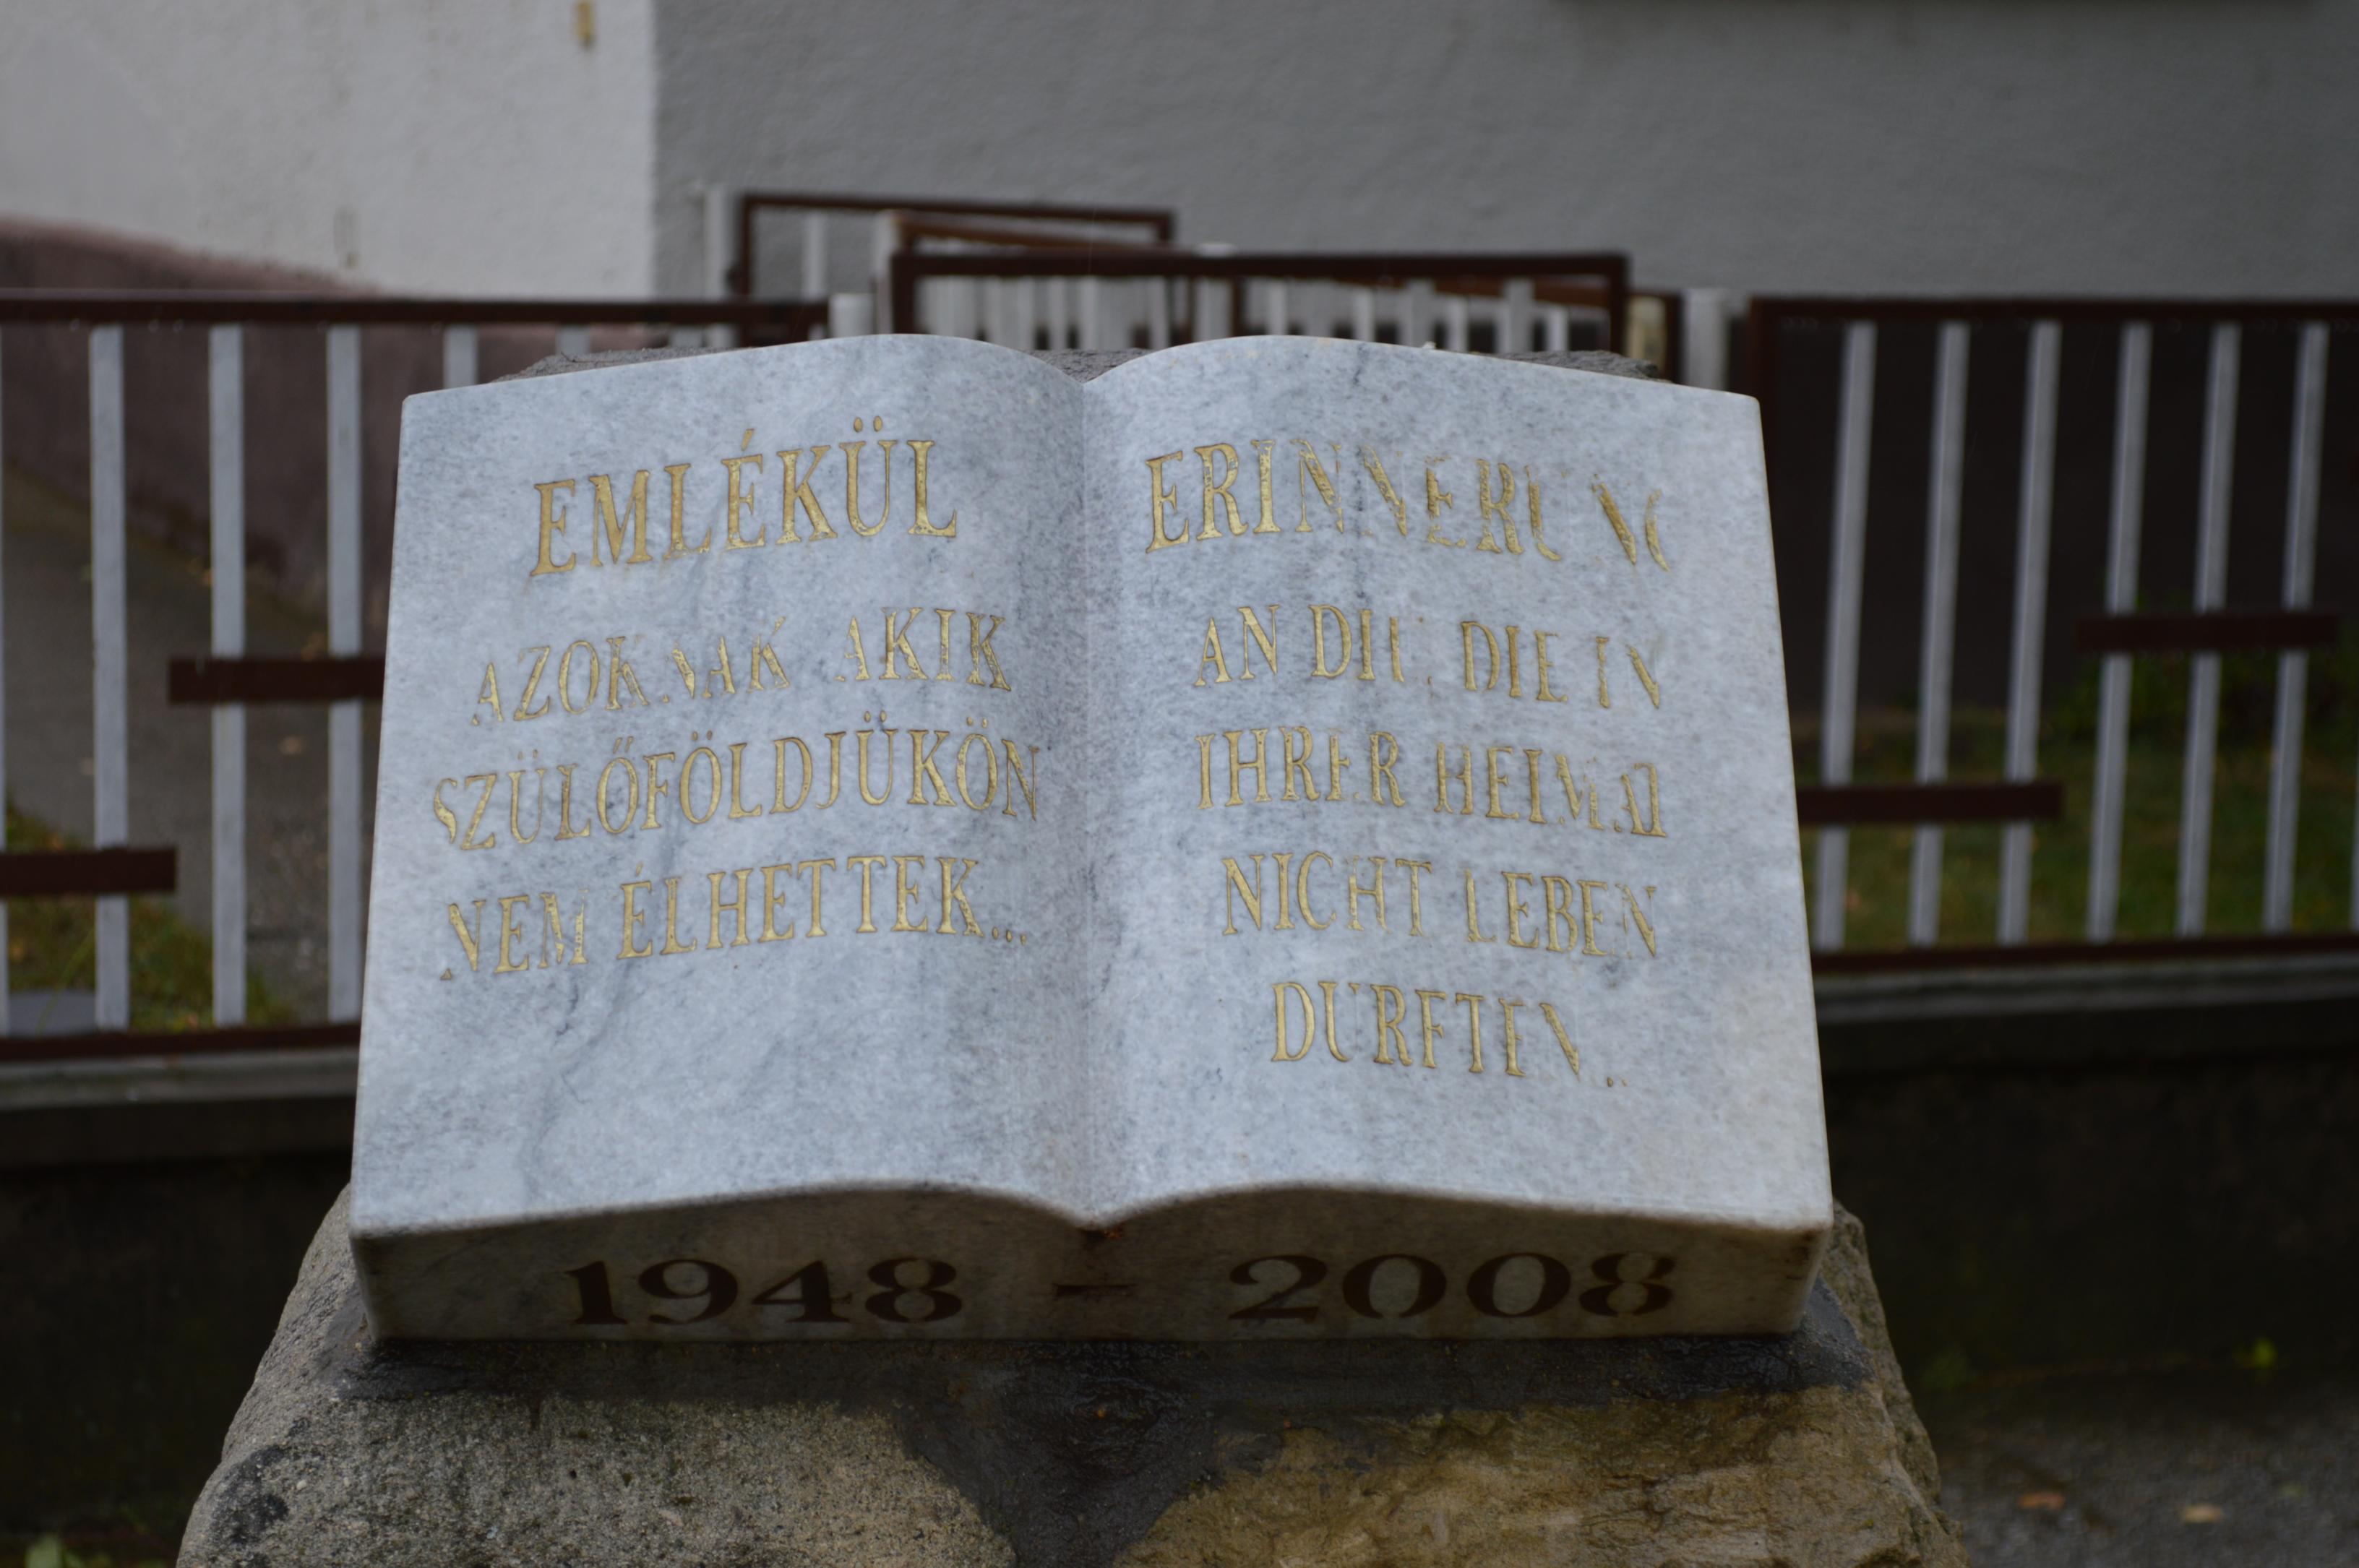 EMLÉKÜL
AZOKNAK AKIK
SZÜLŐFÖLDJÜKÖN
NEM ÉLHETTEK...
ERINNERUNG
AN DIE, DIE IN
IHRER HEIMAT
NICHT LEBEN
DURFTEN...
1948 - 2008